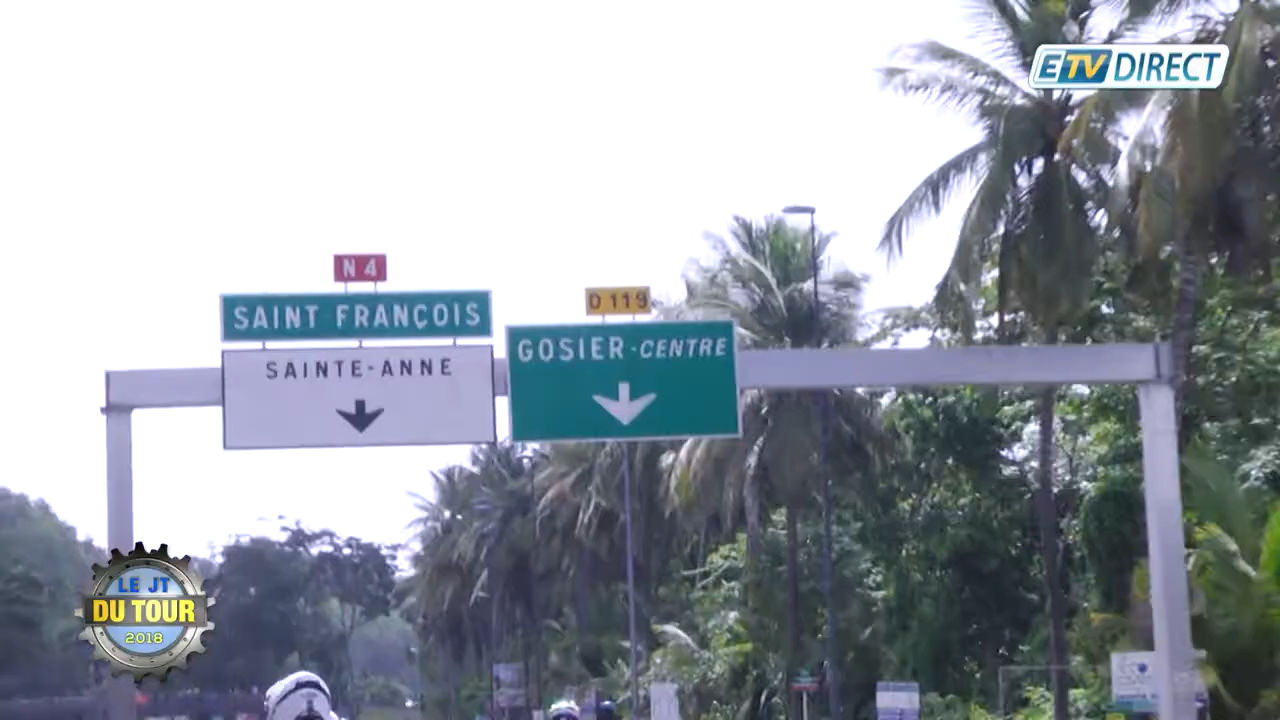 ETV DIRECT
N 4
SAINT FRANÇOIS
SAINTE-ANNE
D 119
GOSIER-CENTRE
LE JT
DU TOUR
2018